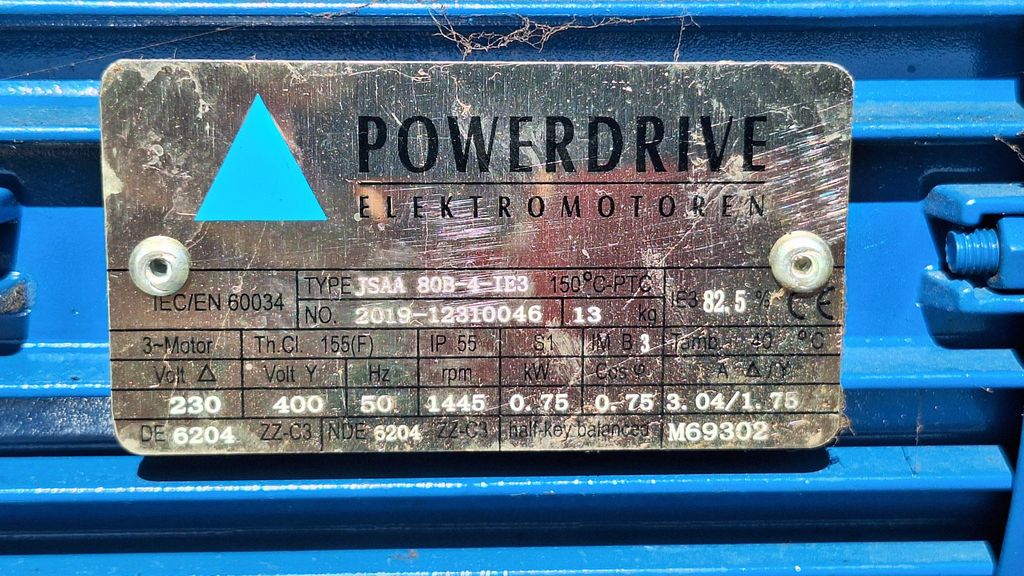 POWERDRIVE
ELEKTROMOTOREN
IEC/EN 60034 TYPE JSAA 80B-4-IE3 150°C-PTC IE3 82.5 % CE
NO. 2019-12310046 13 kg
3~Motor Th.Cl. 155(F) IP 55 S1 IM B 3 Tamb. 40 °C
Volt Δ Volt Y Hz rpm kW Cos φ A Δ/Y
230 400 50 1445 0.75 0.75 3.04/1.75
DE 6204 ZZ-C3 NDE 6204 ZZ-C3 half-key balanced M69302